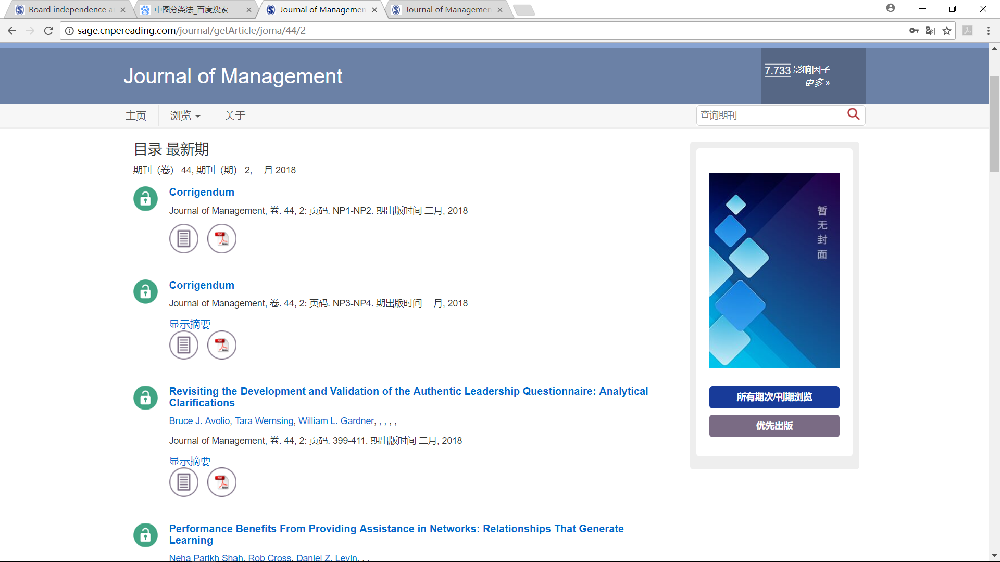 Board independence a
中图分类法_百度搜索
Journal of Managemen
Journal of Managemen
sage.cnpereading.com/journal/getArticle/joma/44/2
Journal of Management
7.733 影响因子
更多 »
主页
浏览
关于
查询期刊
目录 最新期
期刊（卷） 44, 期刊（期） 2, 二月 2018
Corrigendum
Journal of Management, 卷. 44, 2: 页码. NP1-NP2. 期出版时间 二月, 2018
Corrigendum
Journal of Management, 卷. 44, 2: 页码. NP3-NP4. 期出版时间 二月, 2018
显示摘要
Revisiting the Development and Validation of the Authentic Leadership Questionnaire: Analytical
Clarifications
Bruce J. Avolio, Tara Wernsing, William L. Gardner, , , , ,
Journal of Management, 卷. 44, 2: 页码. 399-411. 期出版时间 二月, 2018
显示摘要
Performance Benefits From Providing Assistance in Networks: Relationships That Generate
Learning
Neha Parikh Shah, Rob Cross, Daniel Z. Levin, , ,
暂无封面
所有期次/刊期浏览
优先出版